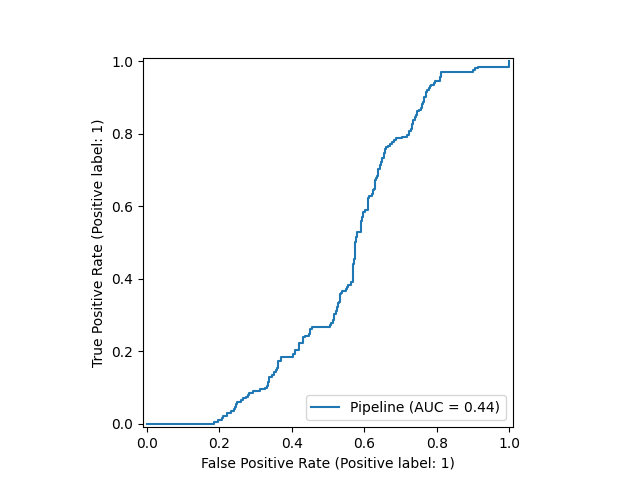 1.0
0.8
0.6
0.4
0.2
0.0
True Positive Rate (Positive label: 1)
Pipeline (AUC = 0.44)
0.0 0.2 0.4 0.6 0.8 1.0
False Positive Rate (Positive label: 1)